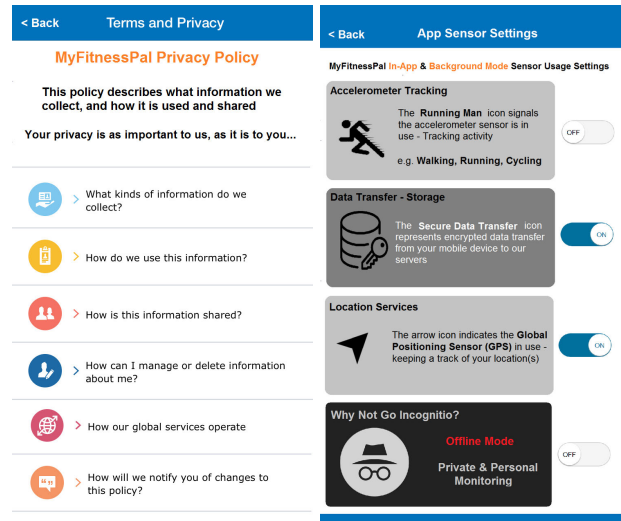 < Back
Terms and Privacy
MyFitnessPal Privacy Policy
This policy describes what information we
collect, and how it is used and shared
Your privacy is as important to us, as it is to you...
What kinds of information do we
collect?
How do we use this information?
How is this information shared?
How can I manage or delete information
about me?
How our global services operate
How will we notify you of changes to
this policy?
< Back
App Sensor Settings
MyFitnessPal In-App & Background Mode Sensor Usage Settings
Accelerometer Tracking
The Running Man icon signals
the accelerometer sensor is in
use - Tracking activity
e.g. Walking, Running, Cycling
OFF
Data Transfer - Storage
The Secure Data Transfer icon
represents encrypted data transfer
from your mobile device to our
servers
ON
Location Services
The arrow icon indicates the Global
Positioning Sensor (GPS) in use -
keeping a track of your location(s)
ON
Why Not Go Incognitio?
Offline Mode
Private & Personal
Monitoring
OFF